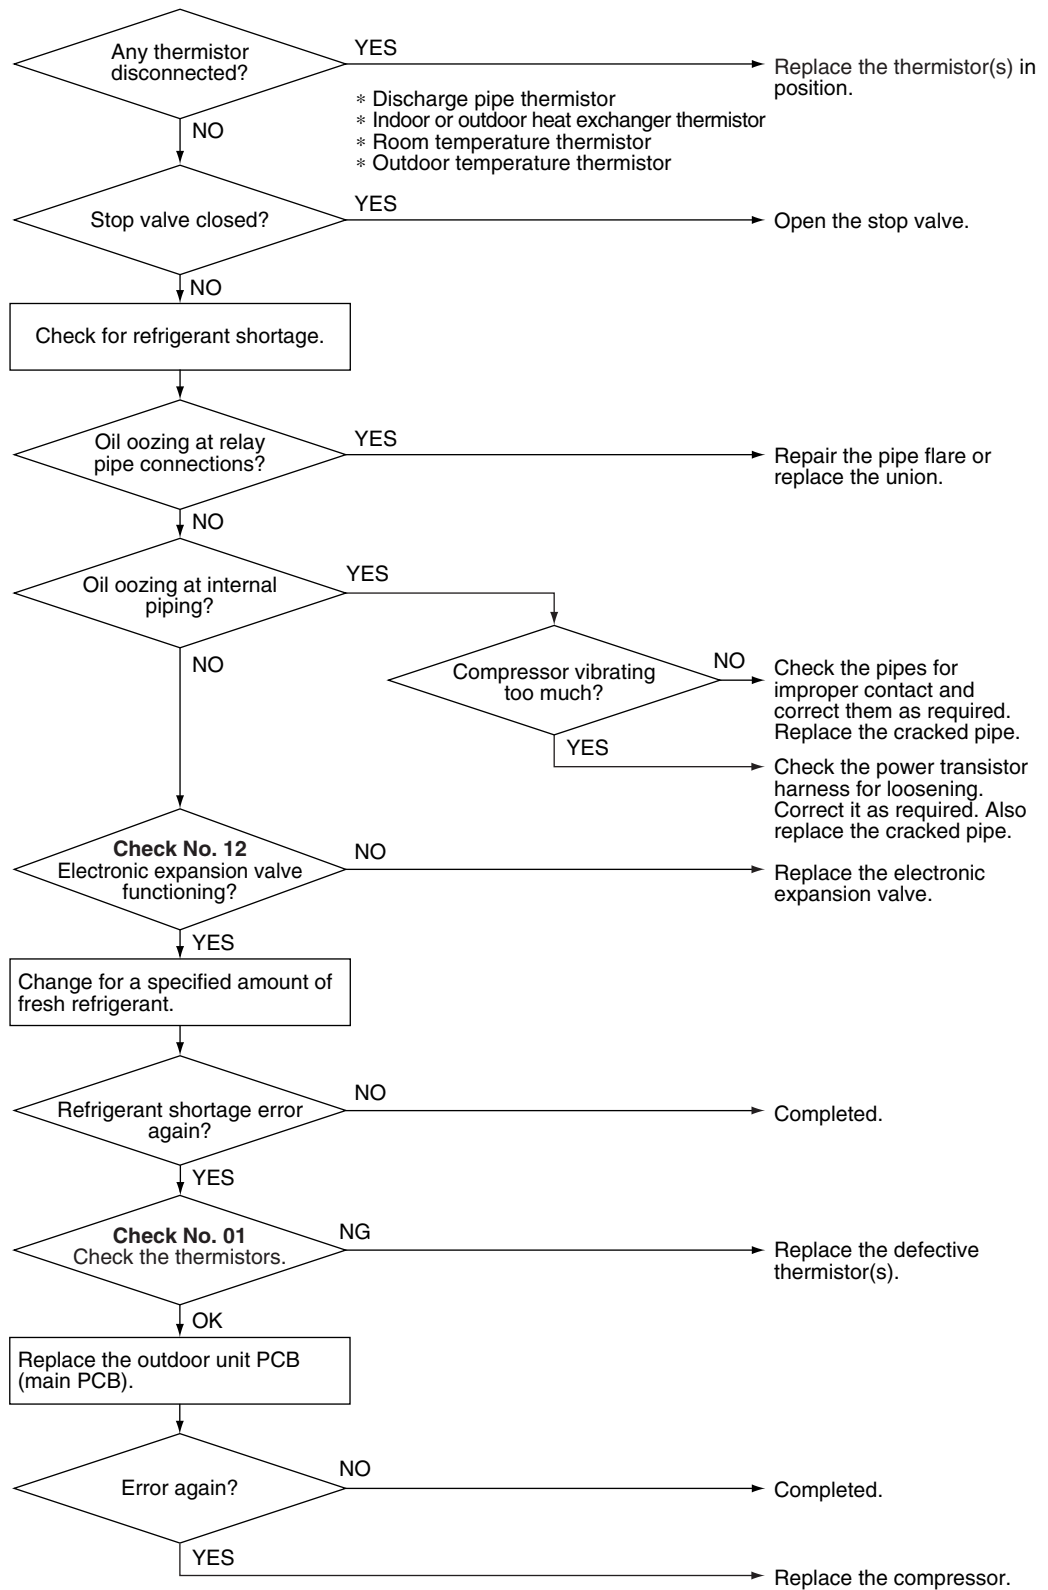 Any thermistor
disconnected?
YES
Replace the thermistor(s) in
position.
∗ Discharge pipe thermistor
∗ Indoor or outdoor heat exchanger thermistor
∗ Room temperature thermistor
∗ Outdoor temperature thermistor
NO
Stop valve closed?
YES
Open the stop valve.
NO
Check for refrigerant shortage.
Oil oozing at relay
pipe connections?
YES
Repair the pipe flare or
replace the union.
NO
Oil oozing at internal
piping?
YES
NO
Compressor vibrating
too much?
NO
Check the pipes for
improper contact and
correct them as required.
Replace the cracked pipe.
YES
Check the power transistor
harness for loosening.
Correct it as required. Also
replace the cracked pipe.
Check No. 12
Electronic expansion valve
functioning?
NO
Replace the electronic
expansion valve.
YES
Change for a specified amount of
fresh refrigerant.
Refrigerant shortage error
again?
NO
Completed.
YES
Check No. 01
Check the thermistors.
NG
Replace the defective
thermistor(s).
OK
Replace the outdoor unit PCB
(main PCB).
Error again?
NO
Completed.
YES
Replace the compressor.